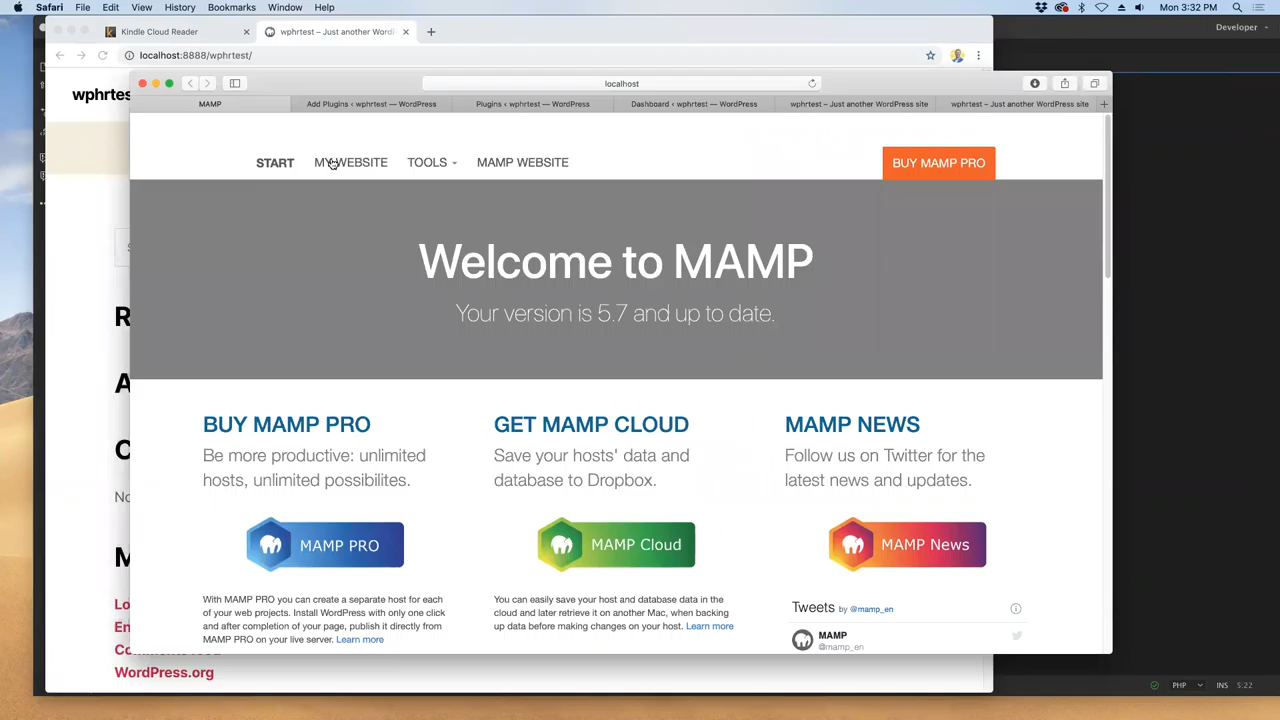 Safari File Edit View History Bookmarks Window Help Mon 3:32 PM
Developer
Kindle Cloud Reader wphrtest – Just another Word
localhost:8888/wphrtest/
localhost
MAMP Add Plugins ‹ wphrtest — WordPress Plugins ‹ wphrtest — WordPress Dashboard ‹ wphrtest — WordPress wphrtest – Just another WordPress site wphrtest – Just another WordPress site
wphrtes
START MY WEBSITE TOOLS MAMP WEBSITE BUY MAMP PRO
Welcome to MAMP
Your version is 5.7 and up to date.
S
R
A
C
No
M
BUY MAMP PRO
Be more productive: unlimited
hosts, unlimited possibilites.
MAMP PRO
With MAMP PRO you can create a separate host for each
of your web projects. Install WordPress with only one click
and after completion of your page, publish it directly from
MAMP PRO on your live server. Learn more
GET MAMP CLOUD
Save your hosts' data and
database to Dropbox.
MAMP Cloud
You can easily save your host and database data in the
cloud and later retrieve it on another Mac, when backing
up data before making changes on your host. Learn more
MAMP NEWS
Follow us on Twitter for the
latest news and updates.
MAMP News
Tweets by @mamp_en
MAMP
@mamp_en
Lo
En
WordPress.org
PHP INS 5:22